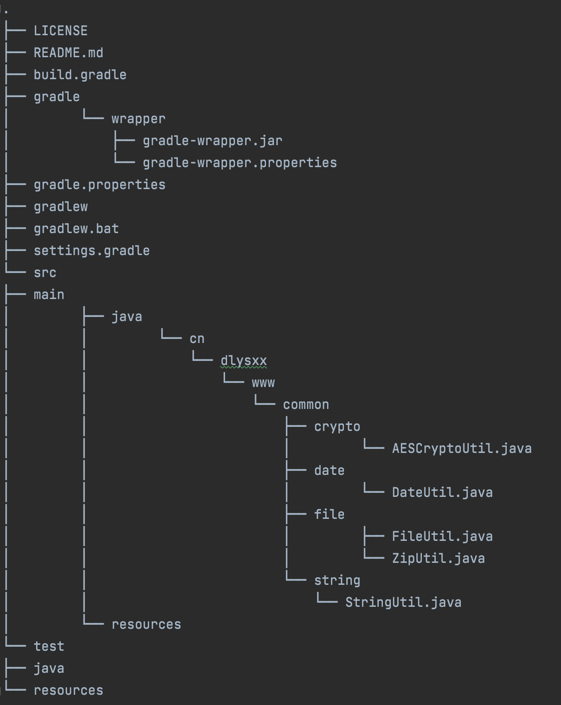 .
├── LICENSE
├── README.md
├── build.gradle
├── gradle
│       └── wrapper
│           ├── gradle-wrapper.jar
│           └── gradle-wrapper.properties
├── gradle.properties
├── gradlew
├── gradlew.bat
├── settings.gradle
└── src
├── main
│       ├── java
│       │       └── cn
│       │           └── dlysxx
│       │               └── www
│       │                   └── common
│       │                       ├── crypto
│       │                       │       └── AESCryptoUtil.java
│       │                       ├── date
│       │                       │       └── DateUtil.java
│       │                       ├── file
│       │                       │       ├── FileUtil.java
│       │                       │       └── ZipUtil.java
│       │                       └── string
│       │                           └── StringUtil.java
│       └── resources
└── test
├── java
└── resources